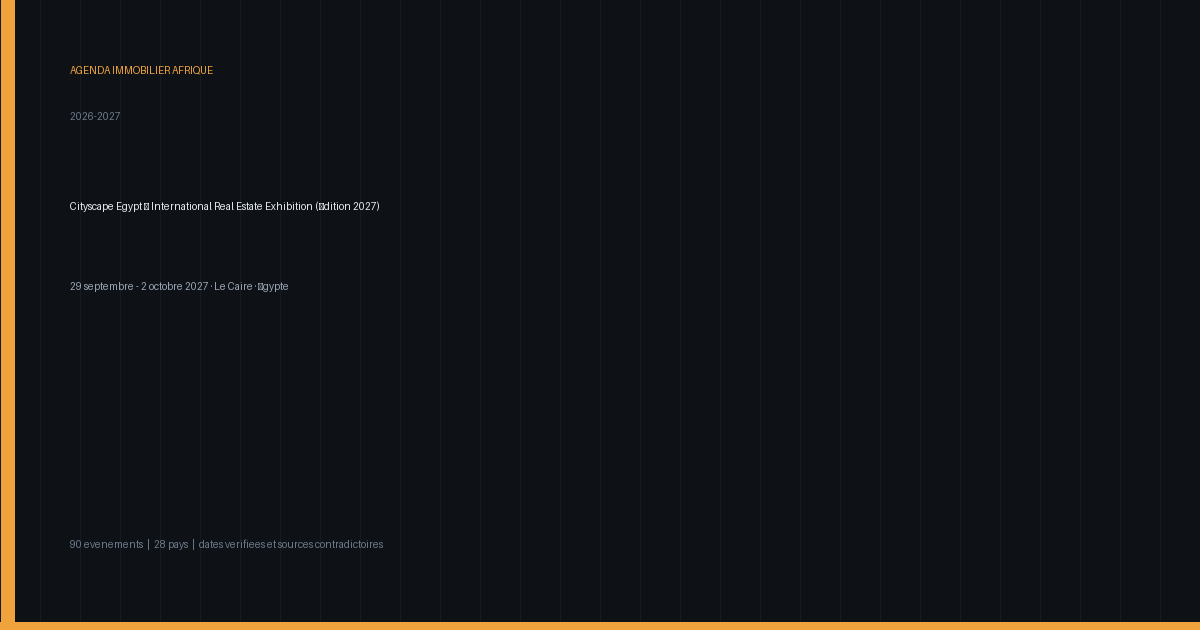 AGENDA IMMOBILIER AFRIQUE
2026-2027
Cityscape Egypt International Real Estate Exhibition (▯dition 2027)
29 septembre - 2 octobre 2027 · Le Caire · ▯gypte
90 evenements | 28 pays | dates verifiees et sources contradictoires